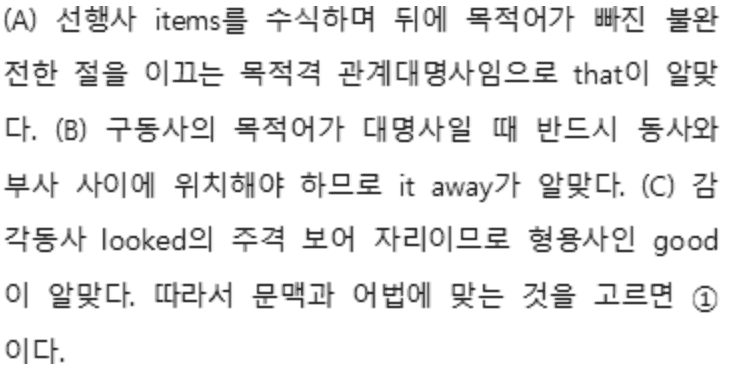 (A) 선행사 items를 수식하며 뒤에 목적어가 빠진 불완
전한 절을 이끄는 목적격 관계대명사임으로 that이 알맞
다. (B) 구동사의 목적어가 대명사일 때 반드시 동사와
부사 사이에 위치해야 하므로 it away가 알맞다. (C) 감
각동사 looked의 주격 보어 자리이므로 형용사인 good
이 알맞다. 따라서 문맥과 어법에 맞는 것을 고르면 ①
이다.